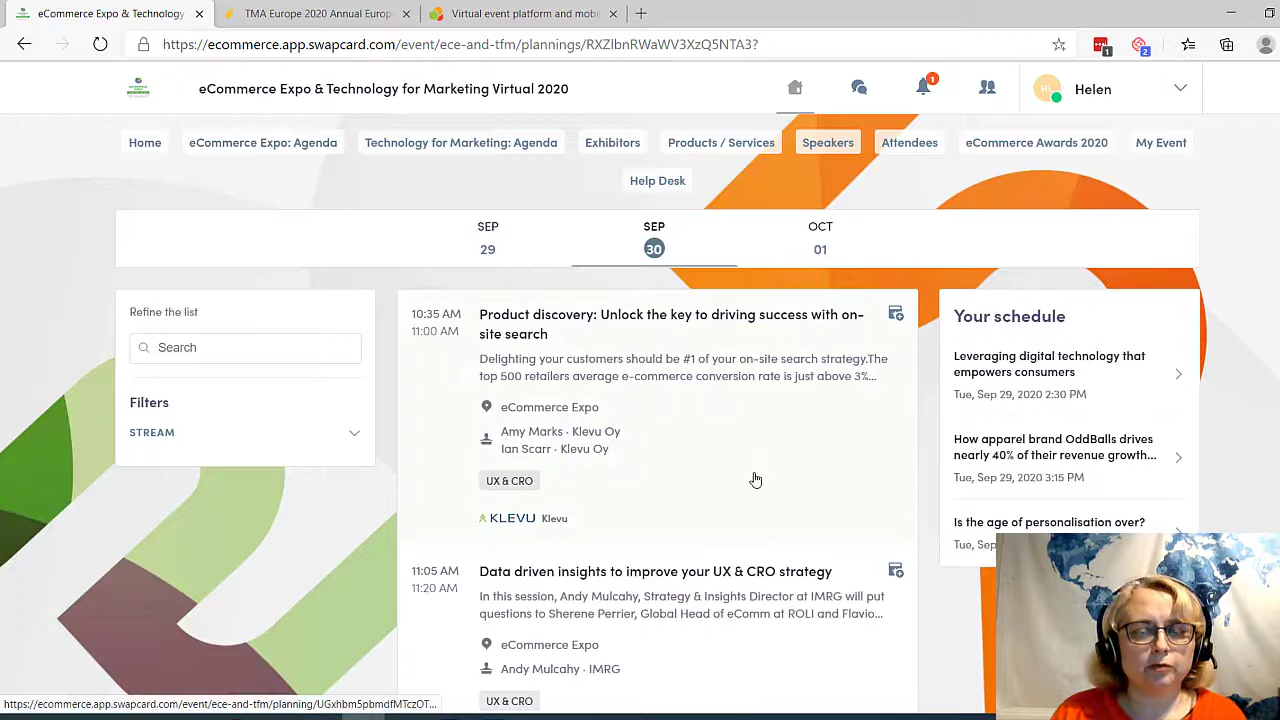 eCommerce Expo & Technology
TMA Europe 2020 Annual Europ
Virtual event platform and mobi
https://ecommerce.app.swapcard.com/event/ece-and-tfm/plannings/RXZlbnRWaWV3XzQ5NTA3?
1
2
eCommerce Expo & Technology for Marketing Virtual 2020
1
Helen
Home
eCommerce Expo: Agenda
Technology for Marketing: Agenda
Exhibitors
Products / Services
Speakers
Attendees
eCommerce Awards 2020
My Event
Help Desk
SEP
29
SEP
30
OCT
01
Refine the list
Search
Filters
STREAM
10:35 AM
11:00 AM
Product discovery: Unlock the key to driving success with on-
site search
Delighting your customers should be #1 of your on-site search strategy.The
top 500 retailers average e-commerce conversion rate is just above 3%...
eCommerce Expo
Amy Marks · Klevu Oy
Ian Scarr · Klevu Oy
UX & CRO
KLEVU Klevu
11:05 AM
11:20 AM
Data driven insights to improve your UX & CRO strategy
In this session, Andy Mulcahy, Strategy & Insights Director at IMRG will put
questions to Sherene Perrier, Global Head of eComm at ROLI and Flavio...
eCommerce Expo
Andy Mulcahy · IMRG
UX & CRO
Your schedule
Leveraging digital technology that
empowers consumers
Tue, Sep 29, 2020 2:30 PM
How apparel brand OddBalls drives
nearly 40% of their revenue growth...
Tue, Sep 29, 2020 3:15 PM
Is the age of personalisation over?
Tue, Sep
https://ecommerce.app.swapcard.com/event/ece-and-tfm/planning/UGxhbm5pbmdfMTczOT...